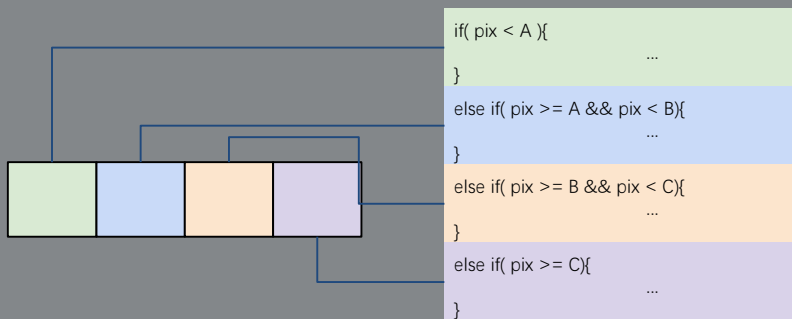 if( pix < A ){
...
}
else if( pix >= A && pix < B){
...
}
else if( pix >= B && pix < C){
...
}
else if( pix >= C){
...
}